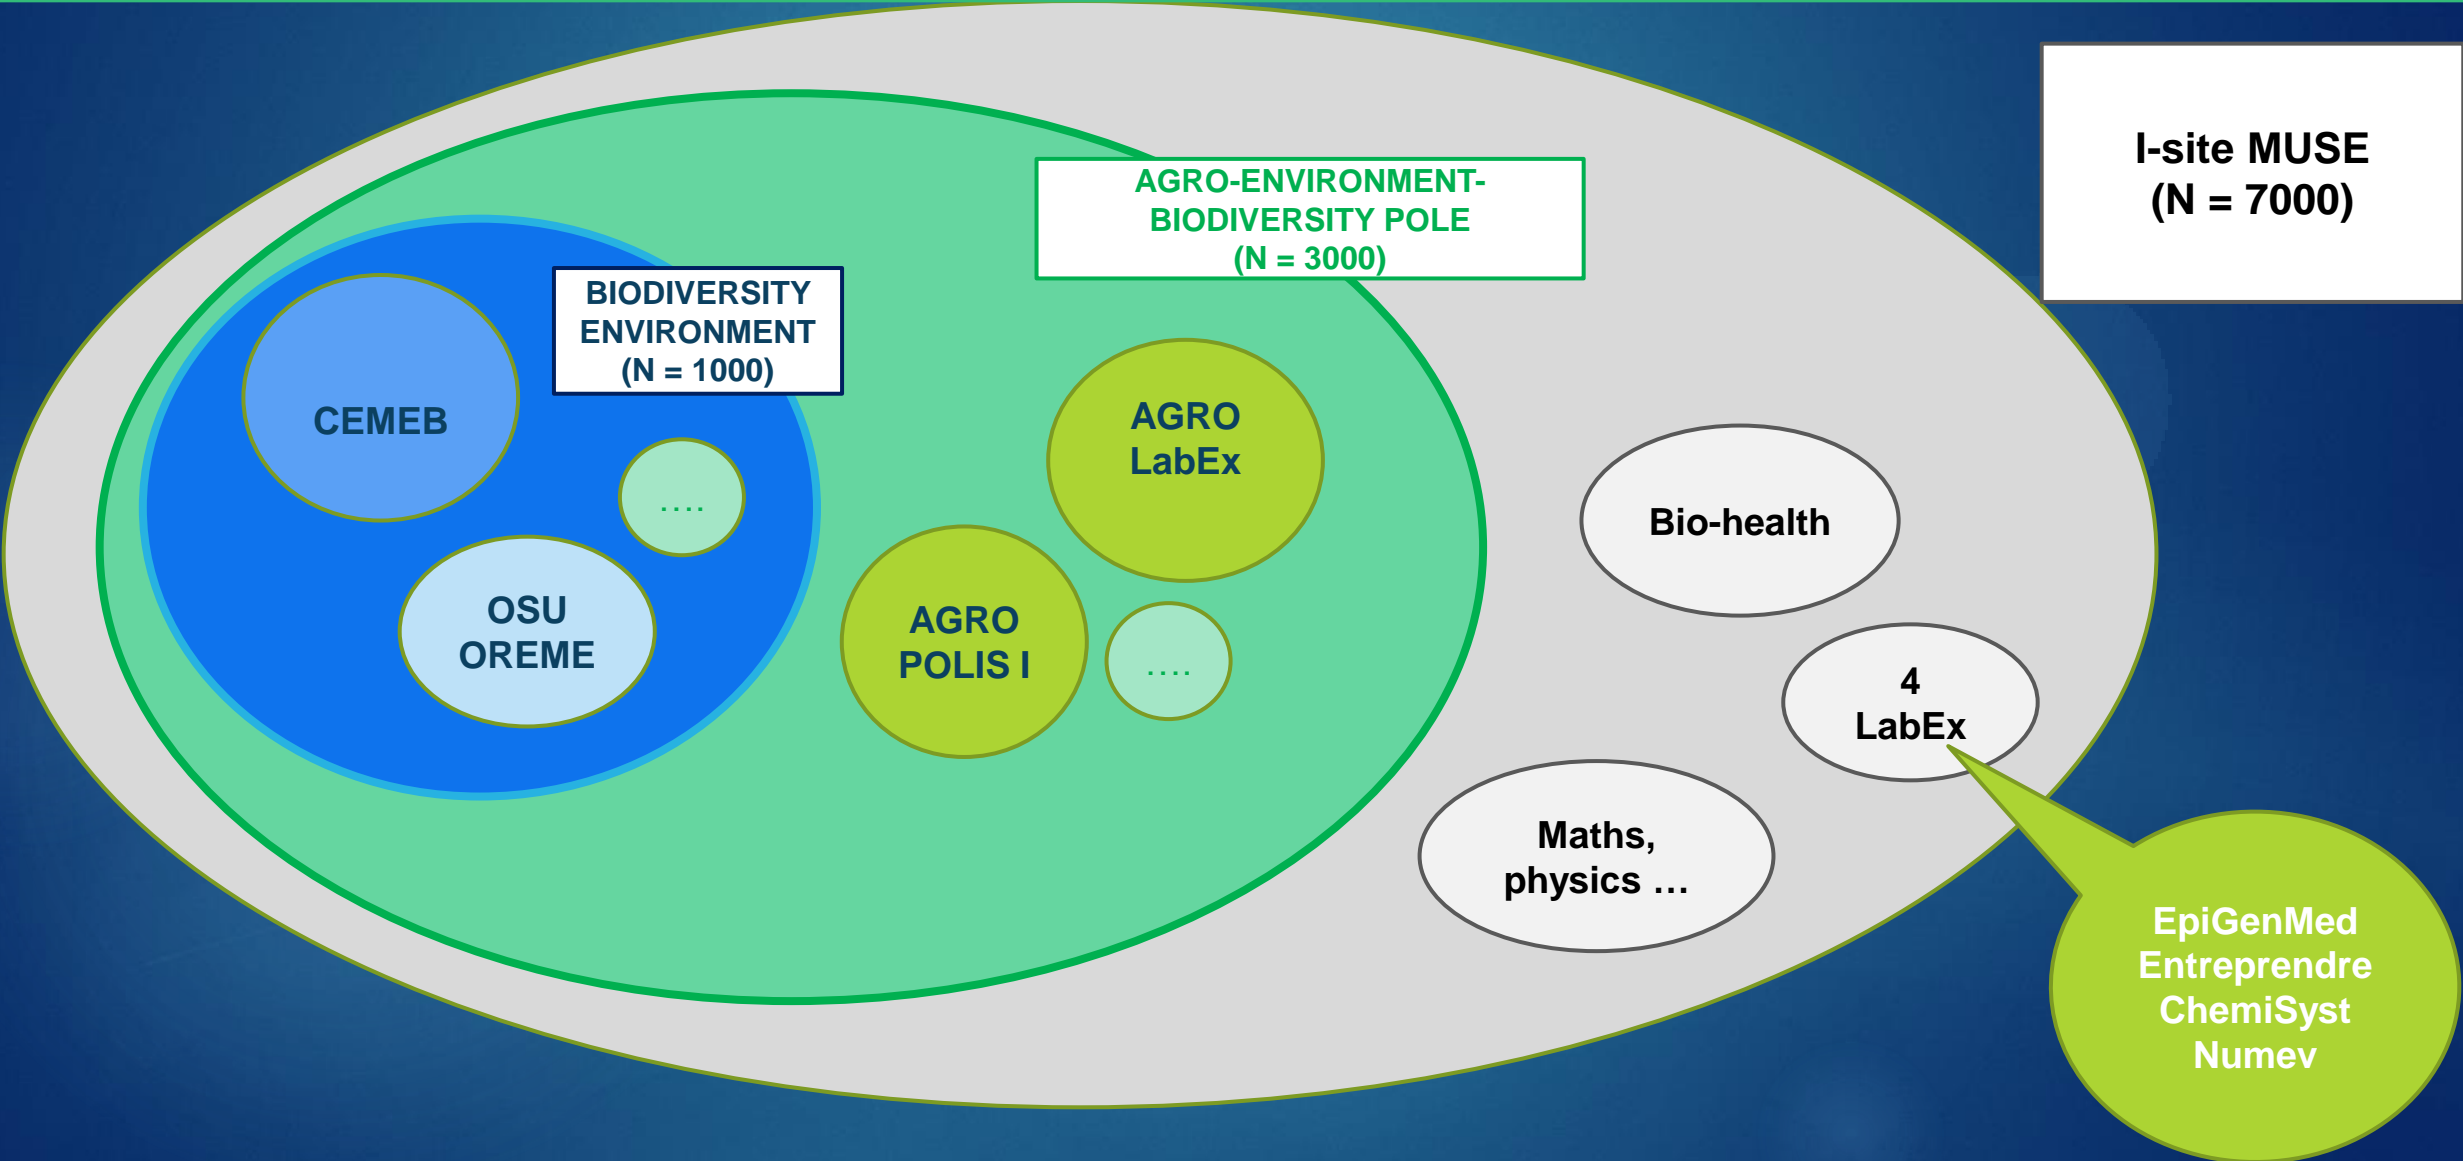 I-site MUSE
(N = 7000)
AGRO-ENVIRONMENT-
BIODIVERSITY POLE
(N = 3000)
BIODIVERSITY
ENVIRONMENT
(N = 1000)
CEMEB
....
OSU
OREME
AGRO
LabEx
AGRO
POLIS I
....
Bio-health
4
LabEx
Maths,
physics …
EpiGenMed
Entreprendre
ChemiSyst
Numev